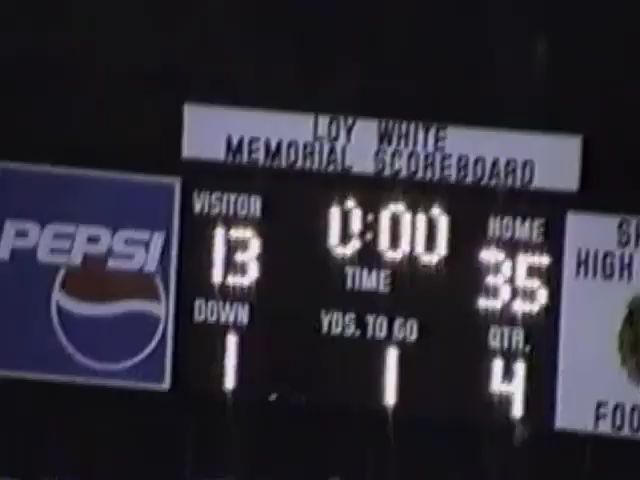 LOY WHITE
MEMORIAL SCOREBOARD
PEPSI
VISITOR
13
0:00
TIME
HOME
35
DOWN
1
YDS. TO GO
1
QTR.
4
HIGH